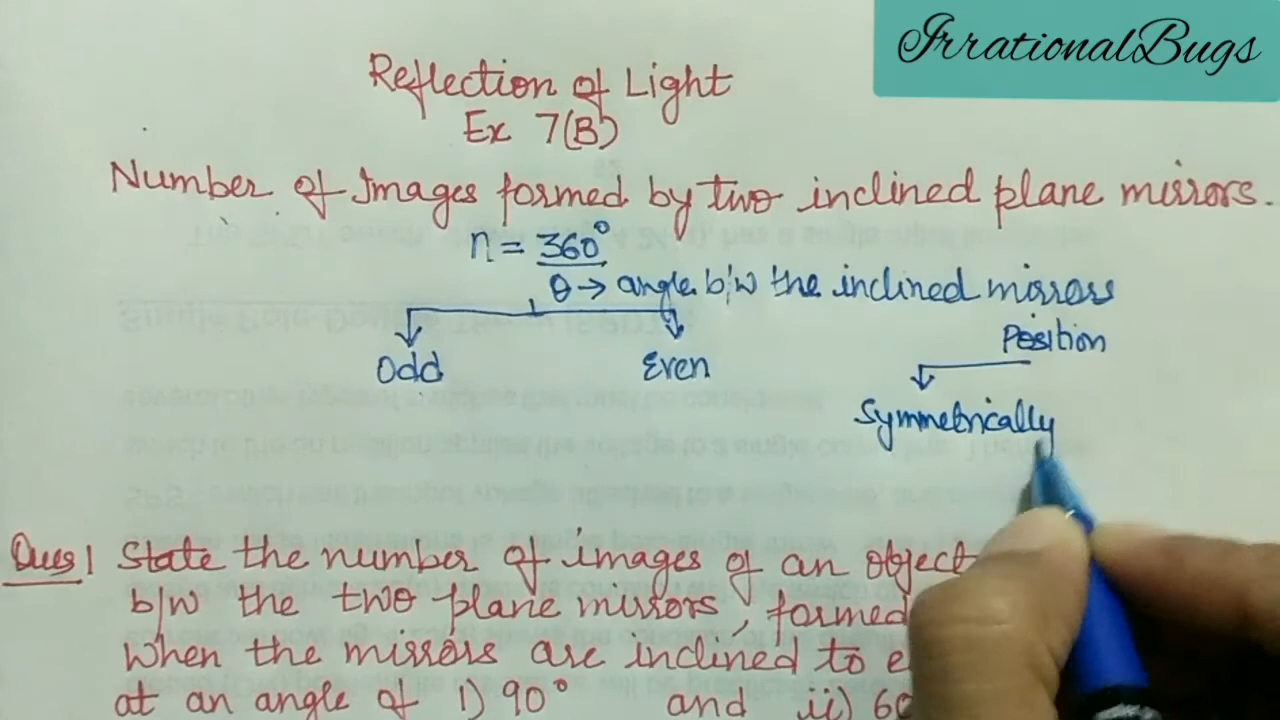 IrrationalBugs
Reflection of Light
Ex 7(B)
Number of Images formed by two inclined plane mirrors.
n = 360°
θ → angle b/w the inclined mirrors
Position
Odd Even
Symmetrically
Ques 1 State the number of images of an object
b/w the two plane mirrors, formed
when the mirrors are inclined to
at an angle of i) 90° and ii)